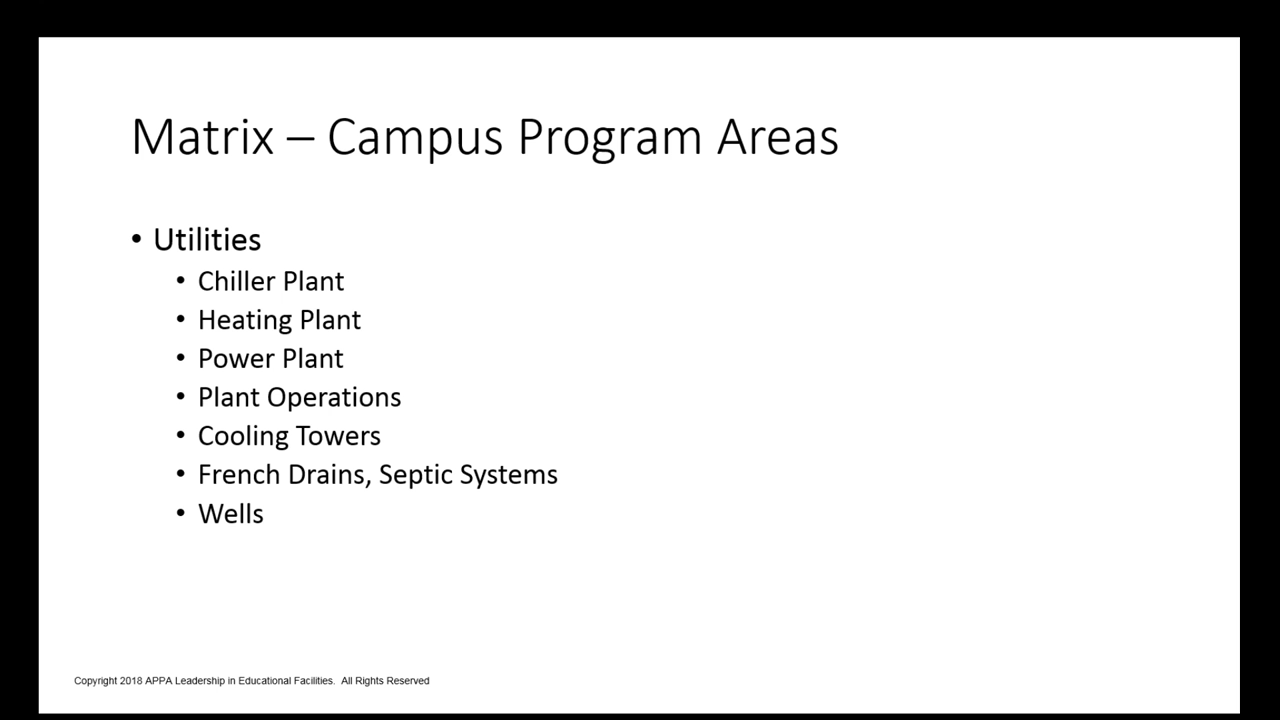 Matrix – Campus Program Areas
• Utilities
• Chiller Plant
• Heating Plant
• Power Plant
• Plant Operations
• Cooling Towers
• French Drains, Septic Systems
• Wells
Copyright 2018 APPA Leadership in Educational Facilities.  All Rights Reserved